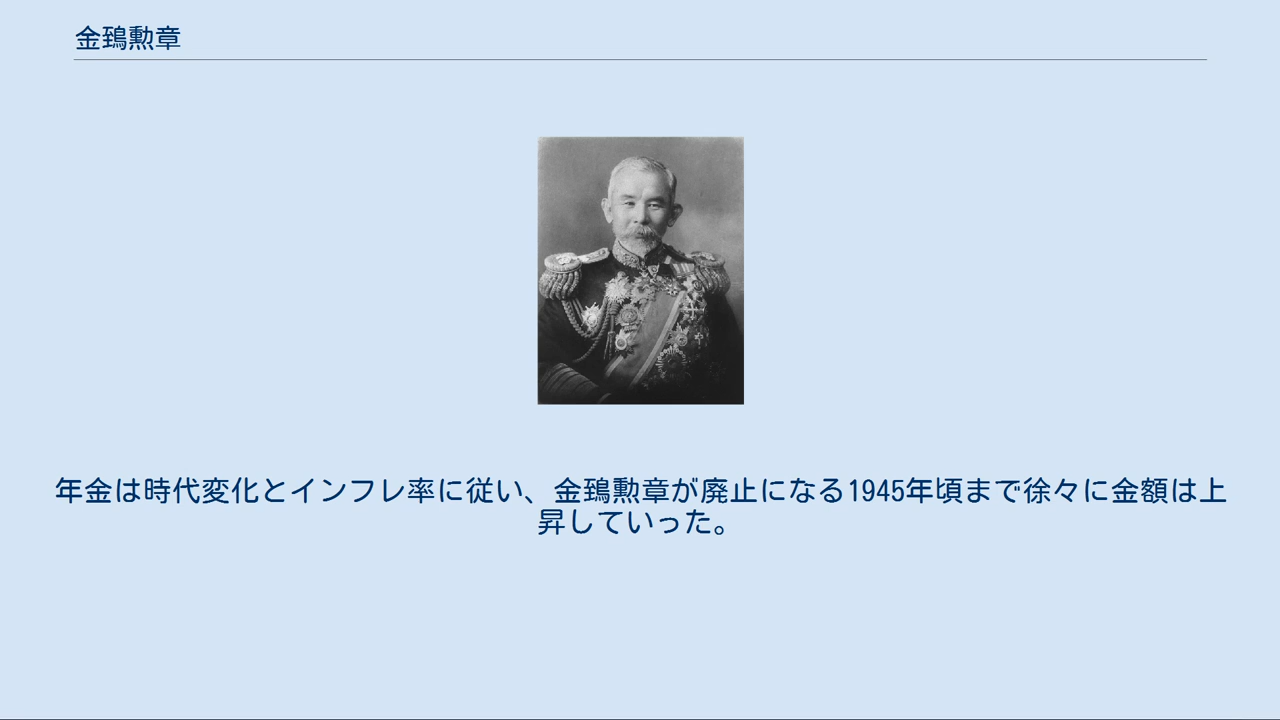 金鵄勲章
年金は時代変化とインフレ率に従い、金鵄勲章が廃止になる1945年頃まで徐々に金額は上
昇していった。